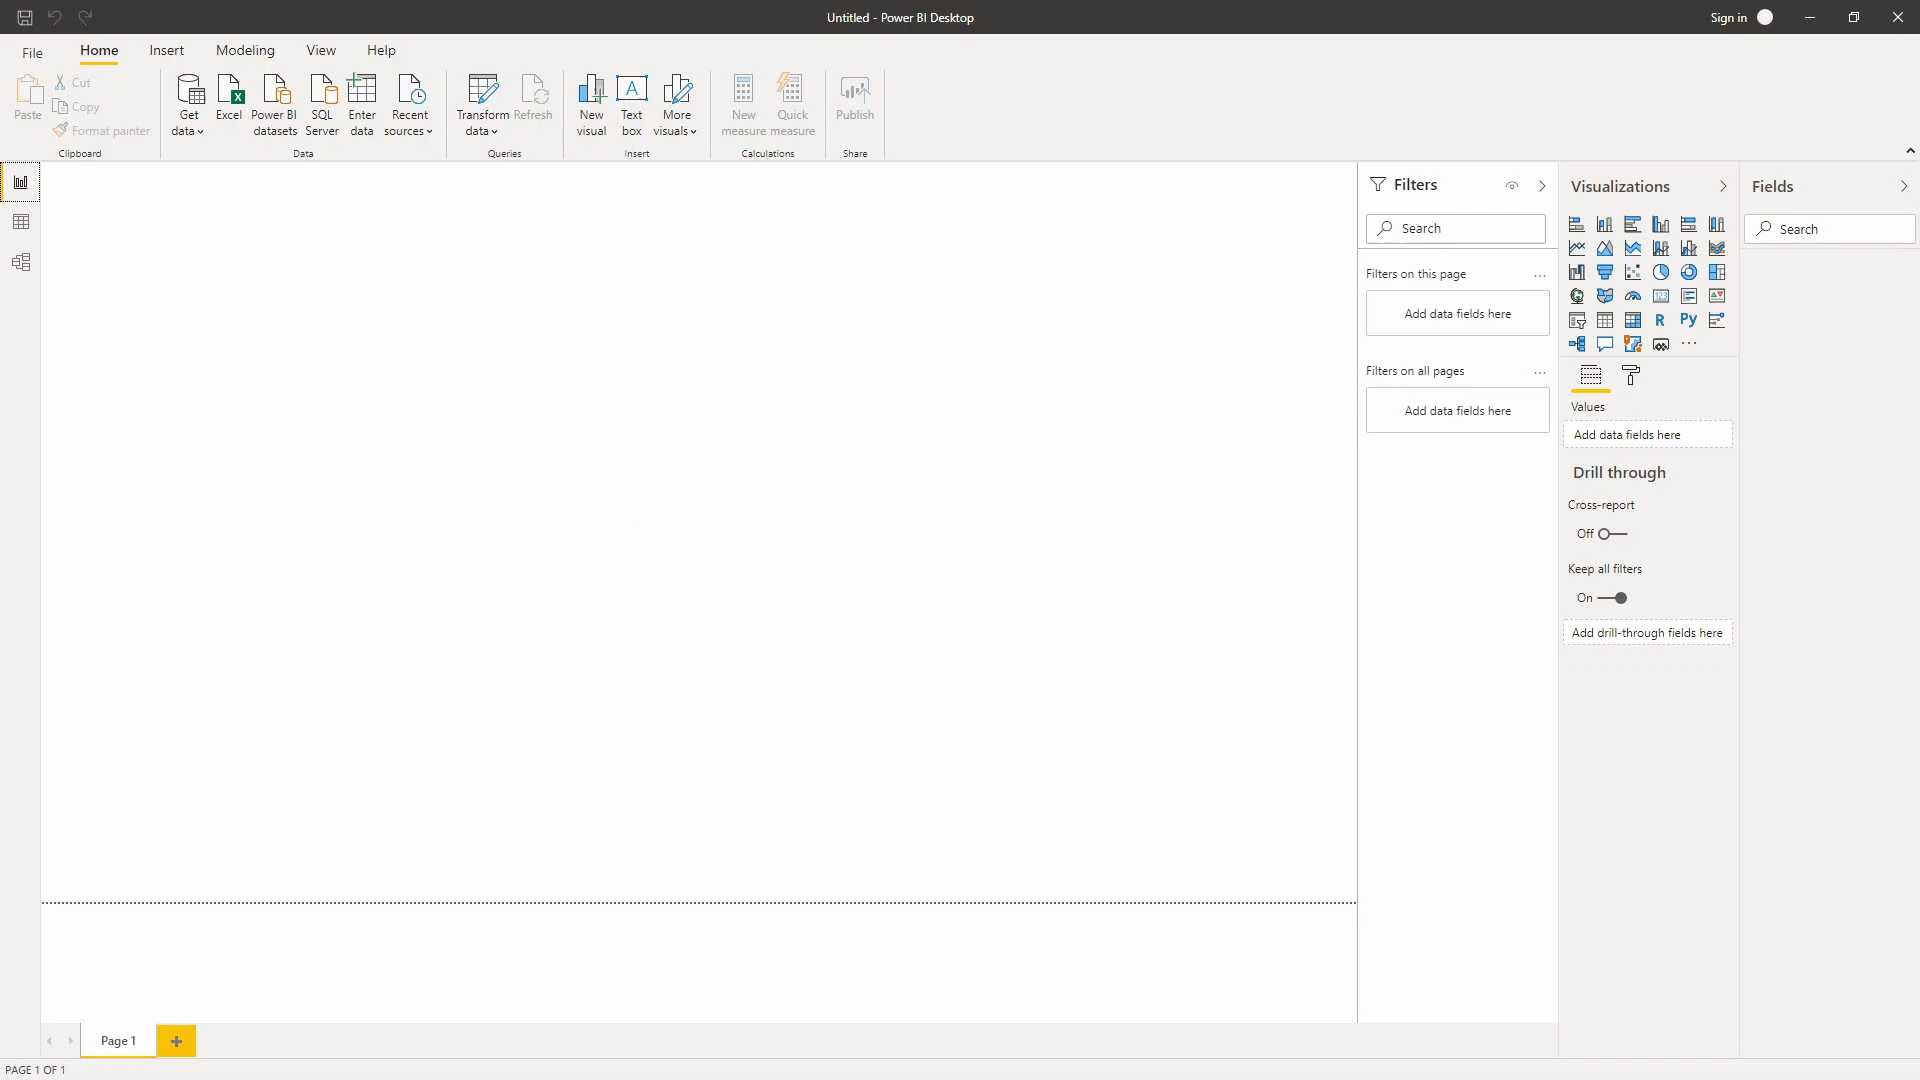 Untitled - Power BI Desktop
Sign in
File
Home
Insert
Modeling
View
Help
Paste
Cut
Copy
Format painter
Clipboard
Get
data
Excel
Power BI
datasets
SQL
Server
Enter
data
Recent
sources
Data
Transform
data
Refresh
Queries
New
visual
Text
box
More
visuals
Insert
New
measure
Quick
measure
Calculations
Publish
Share
Filters
Search
Filters on this page
...
Add data fields here
Filters on all pages
...
Add data fields here
Visualizations
123
R
Py
...
Values
Add data fields here
Drill through
Cross-report
Off
Keep all filters
On
Add drill-through fields here
Fields
Search
Page 1
PAGE 1 OF 1